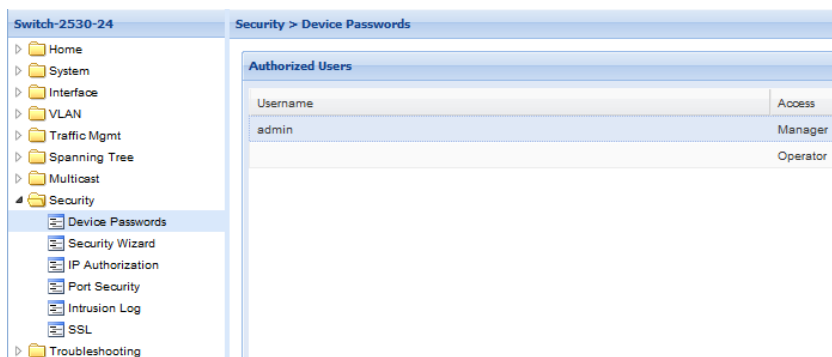 Switch-2530-24
Home
System
Interface
VLAN
Traffic Mgmt
Spanning Tree
Multicast
Security
Device Passwords
Security Wizard
IP Authorization
Port Security
Intrusion Log
SSL
Troubleshooting
Security > Device Passwords
Authorized Users
Username Access
admin Manager
Operator